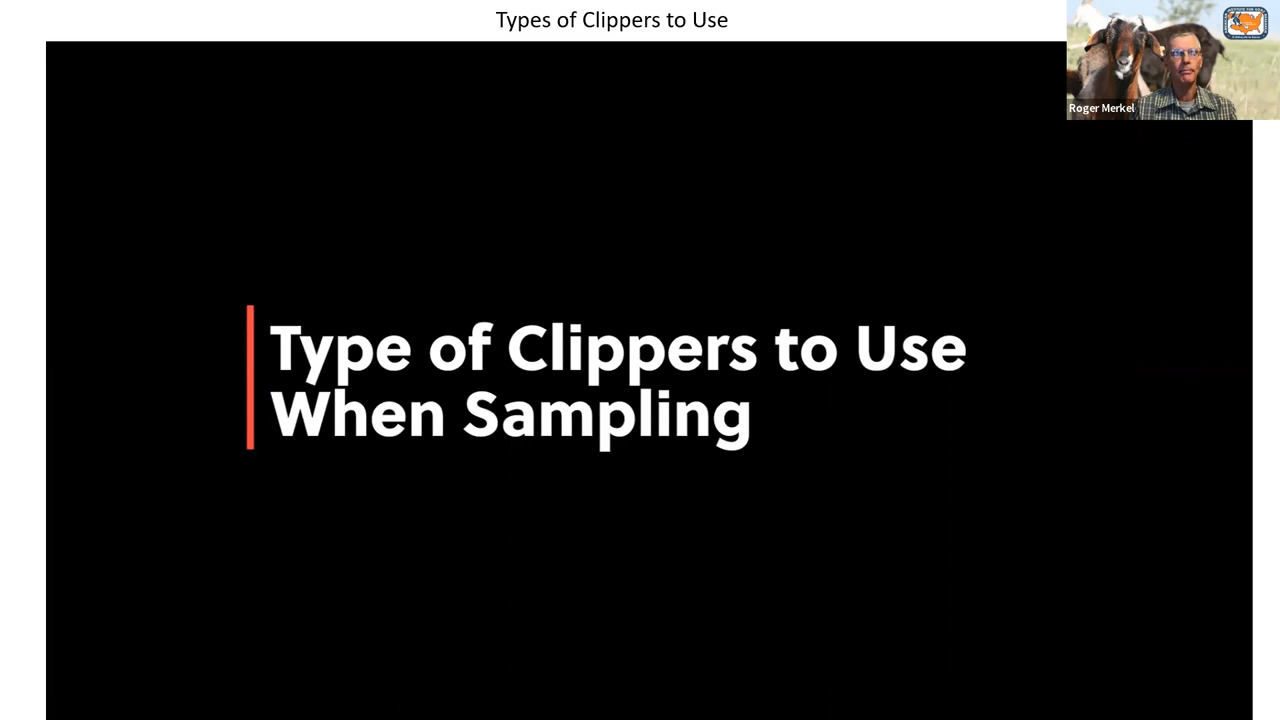 Types of Clippers to Use
Roger Merkel
Type of Clippers to Use
When Sampling